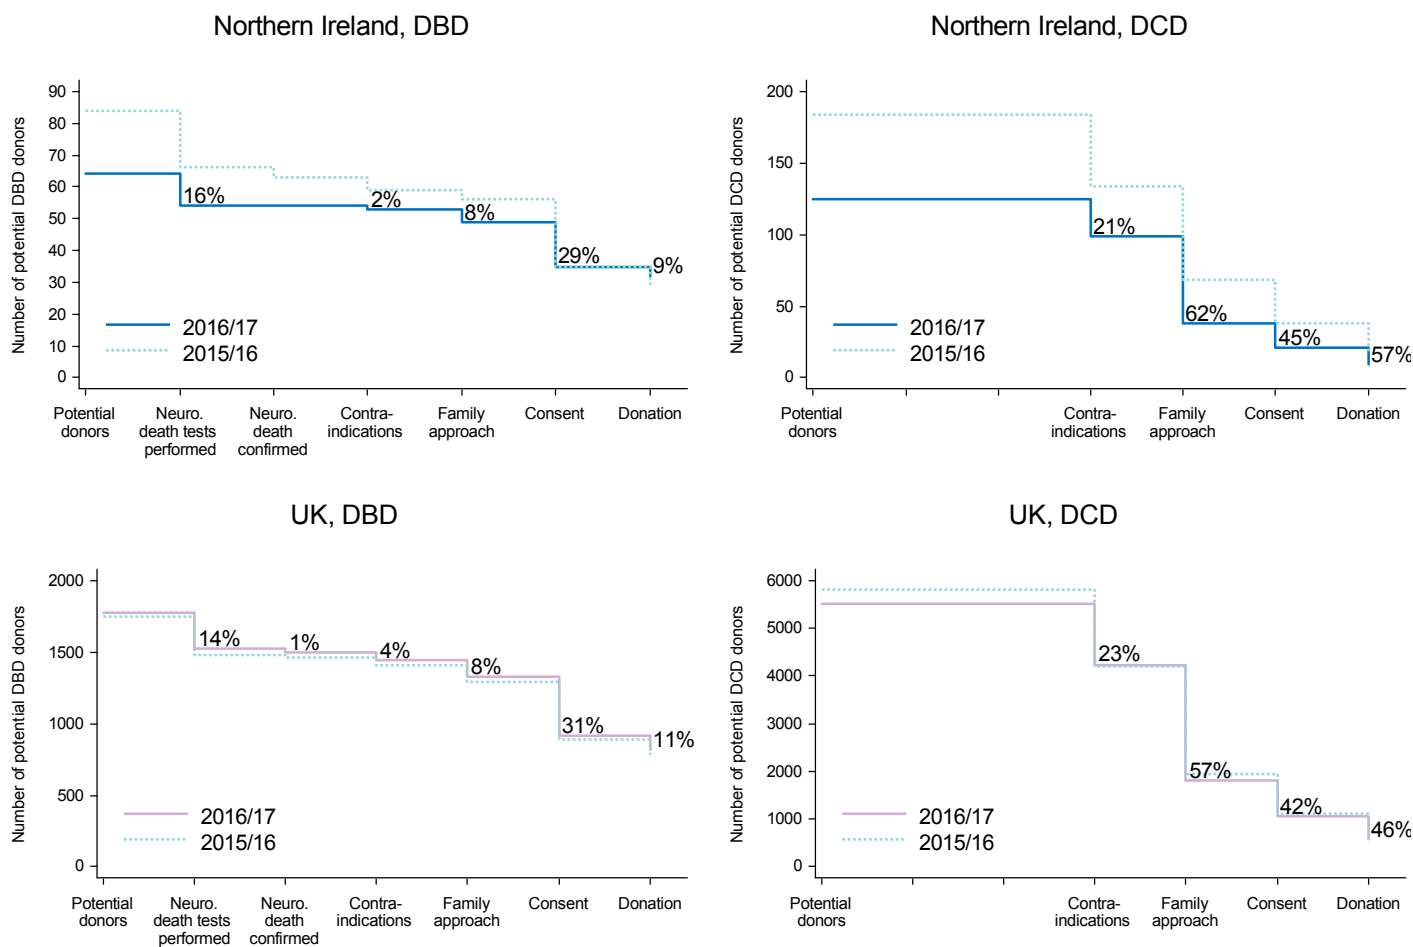 Northern Ireland, DBD
Number of potential DBD donors
90
80
70
60
50
40
30
20
10
0
16%
2%
8%
29%
9%
2016/17
2015/16
Potential
donors
Neuro.
death tests
performed
Neuro.
death
confirmed
Contra-
indications
Family
approach
Consent
Donation
Northern Ireland, DCD
Number of potential DCD donors
200
150
100
50
0
21%
62%
45%
57%
2016/17
2015/16
Potential
donors
Contra-
indications
Family
approach
Consent
Donation
UK, DBD
Number of potential DBD donors
2000
1500
1000
500
0
14%
1%
4%
8%
31%
11%
2016/17
2015/16
Potential
donors
Neuro.
death tests
performed
Neuro.
death
confirmed
Contra-
indications
Family
approach
Consent
Donation
UK, DCD
Number of potential DCD donors
6000
5000
4000
3000
2000
1000
0
23%
57%
42%
46%
2016/17
2015/16
Potential
donors
Contra-
indications
Family
approach
Consent
Donation